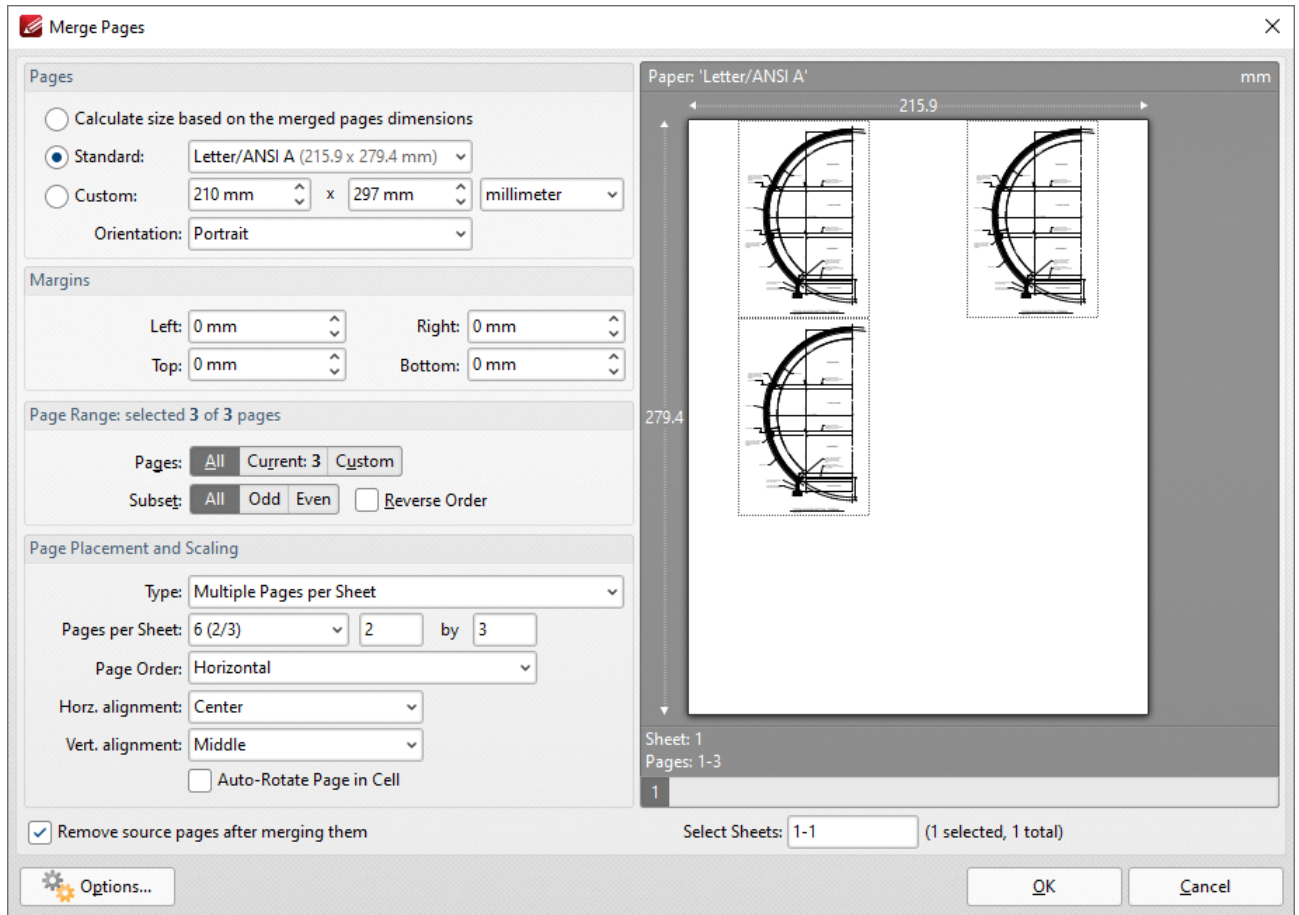 Merge Pages
Pages
Calculate size based on the merged pages dimensions
Standard: Letter/ANSI A (215.9 x 279.4 mm)
Custom: 210 mm x 297 mm millimeter
Orientation: Portrait
Margins
Left: 0 mm Right: 0 mm
Top: 0 mm Bottom: 0 mm
Page Range: selected 3 of 3 pages
Pages: All Current: 3 Custom
Subset: All Odd Even Reverse Order
Page Placement and Scaling
Type: Multiple Pages per Sheet
Pages per Sheet: 6 (2/3) 2 by 3
Page Order: Horizontal
Horz. alignment: Center
Vert. alignment: Middle
Auto-Rotate Page in Cell
Remove source pages after merging them
Options...
Paper: 'Letter/ANSI A' mm
215.9
279.4
Sheet: 1
Pages: 1-3
1
Select Sheets: 1-1 (1 selected, 1 total)
OK Cancel